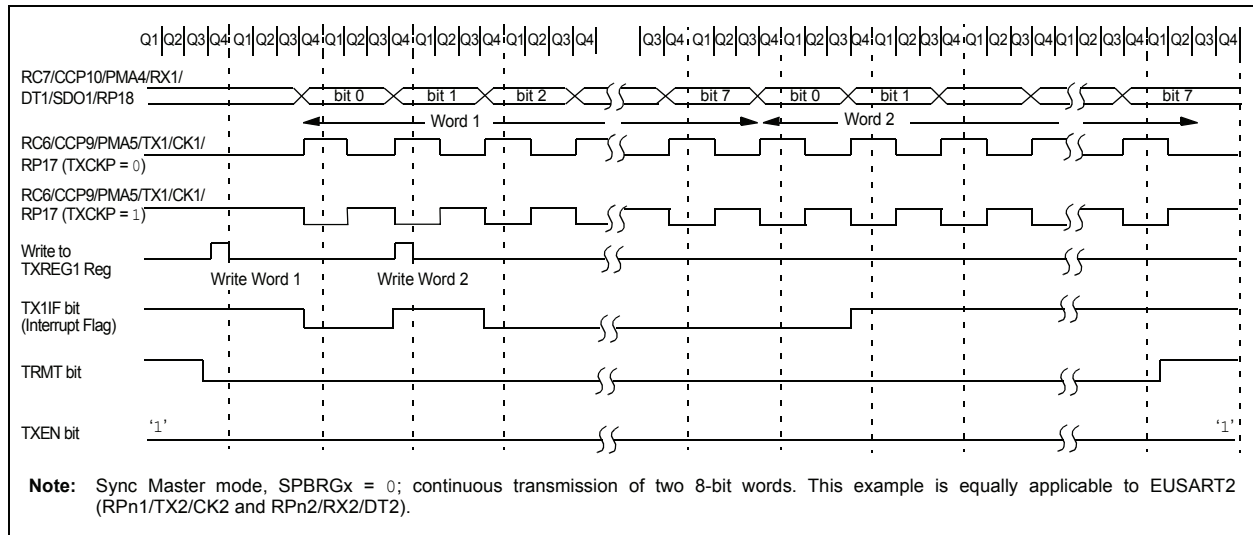 Q1 Q2 Q3 Q4 Q1 Q2 Q3 Q4 Q1 Q2 Q3 Q4 Q1 Q2 Q3 Q4 Q1 Q2 Q3 Q4 Q3 Q4 Q1 Q2 Q3 Q4 Q1 Q2 Q3 Q4 Q1 Q2 Q3 Q4 Q1 Q2 Q3 Q4 Q1 Q2 Q3 Q4 Q1 Q2 Q3 Q4
RC7/CCP10/PMA4/RX1/
DT1/SDO1/RP18
bit 0 bit 1 bit 2 bit 7 bit 0 bit 1 bit 7
Word 1 Word 2
RC6/CCP9/PMA5/TX1/CK1/
RP17 (TXCKP = 0)
RC6/CCP9/PMA5/TX1/CK1/
RP17 (TXCKP = 1)
Write to
TXREG1 Reg
Write Word 1 Write Word 2
TX1IF bit
(Interrupt Flag)
TRMT bit
TXEN bit
‘1’ ‘1’
Note: Sync Master mode, SPBRGx = 0; continuous transmission of two 8-bit words. This example is equally applicable to EUSART2
(RPn1/TX2/CK2 and RPn2/RX2/DT2).